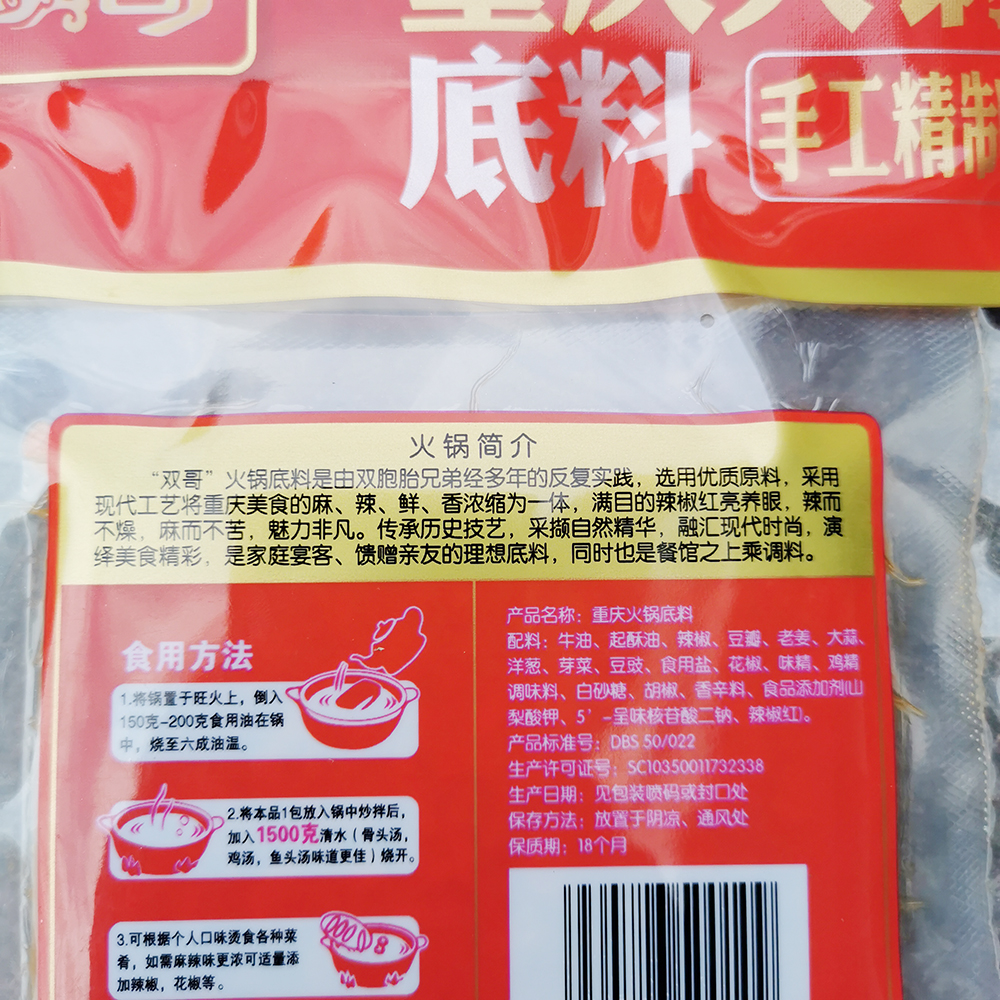 重庆火锅
底料
手工精制
火锅简介
“双哥”火锅底料是由双胞胎兄弟经多年的反复实践，选用优质原料，采用
现代工艺将重庆美食的麻、辣、鲜、香浓缩为一体，满目的辣椒红亮养眼，辣而
不燥，麻而不苦，魅力非凡。传承历史技艺，采撷自然精华，融汇现代时尚，演
绎美食精彩，是家庭宴客、馈赠亲友的理想底料，同时也是餐馆之上乘调料。
食用方法
1.将锅置于旺火上，倒入
150克-200克食用油在锅
中，烧至六成油温。
2.将本品1包放入锅中炒拌后，
加入1500克清水（骨头汤，
鸡汤，鱼头汤味道更佳）烧开。
3.可根据个人口味烫食各种菜
肴，如需麻辣味更浓可适量添
加辣椒，花椒等。
产品名称：重庆火锅底料
配料：牛油、起酥油、辣椒、豆瓣、老姜、大蒜、
洋葱、芽菜、豆豉、食用盐、花椒、味精、鸡精
调味料、白砂糖、胡椒、香辛料、食品添加剂(山
梨酸钾、5’-呈味核苷酸二钠、辣椒红)。
产品标准号：DBS 50/022
生产许可证号：SC10350011732338
生产日期：见包装喷码或封口处
保存方法：放置于阴凉、通风处
保质期：18个月